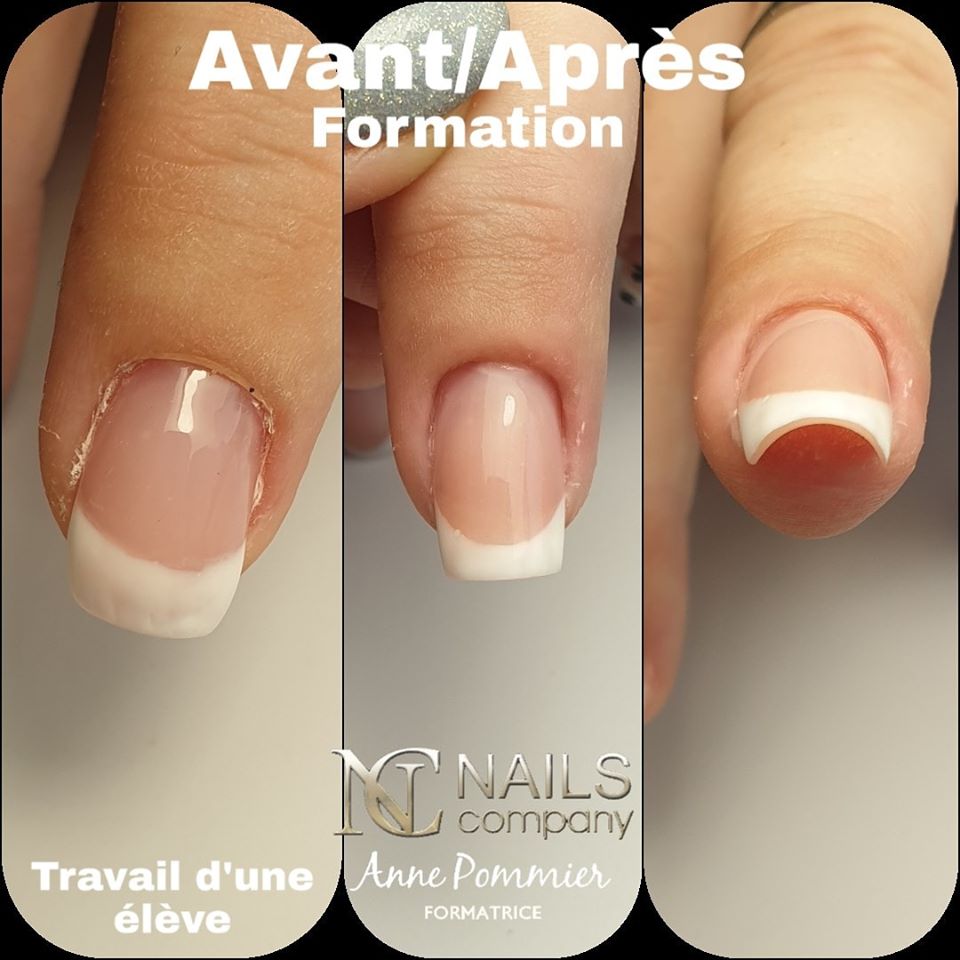 Avant/Après
Formation
NC NAILS
company
Anne Pommier
FORMATRICE
Travail d'une
élève